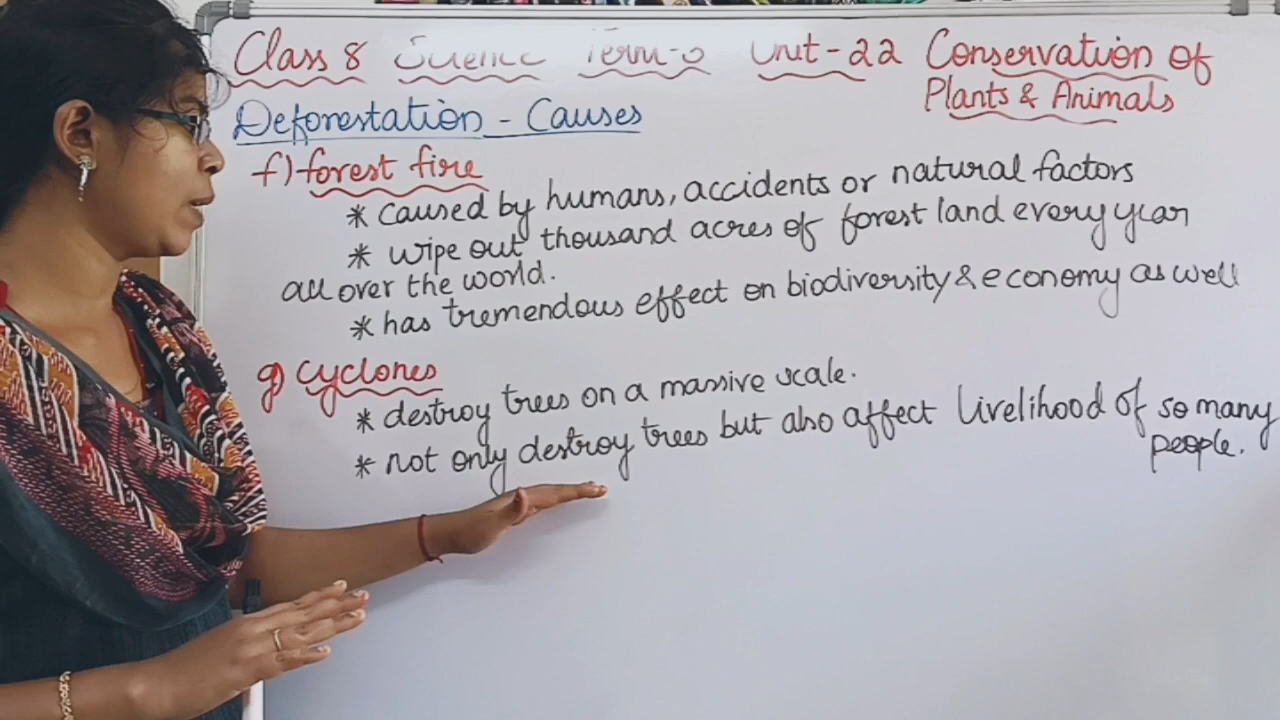 Class 8 Science Term-3 Unit-22 Conservation of
Plants & Animals
Deforestation - Causes
f) forest fire
* caused by humans, accidents or natural factors
* wipe out thousand acres of forest land every year
all over the world.
* has tremendous effect on biodiversity & economy as well
g) cyclones
* destroy trees on a massive scale.
* not only destroy trees but also affect Livelihood of so many
people.